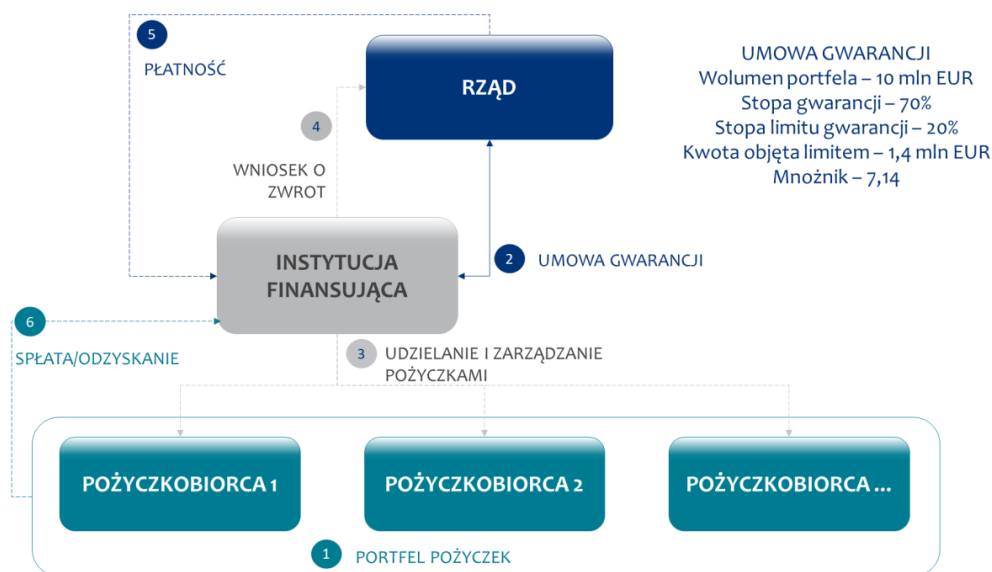 5
PŁATNOŚĆ
RZĄD
UMOWA GWARANCJI
Wolumen portfela – 10 mln EUR
Stopa gwarancji – 70%
Stopa limitu gwarancji – 20%
Kwota objęta limitem – 1,4 mln EUR
Mnożnik – 7,14
4
WNIOSEK O
ZWROT
INSTYTUCJA
FINANSUJĄCA
2 UMOWA GWARANCJI
6
SPŁATA/ODZYSKANIE
3 UDZIELANIE I ZARZĄDZANIE
POŻYCZKAMI
POŻYCZKOBIORCA 1
POŻYCZKOBIORCA 2
POŻYCZKOBIORCA ...
1 PORTFEL POŻYCZEK